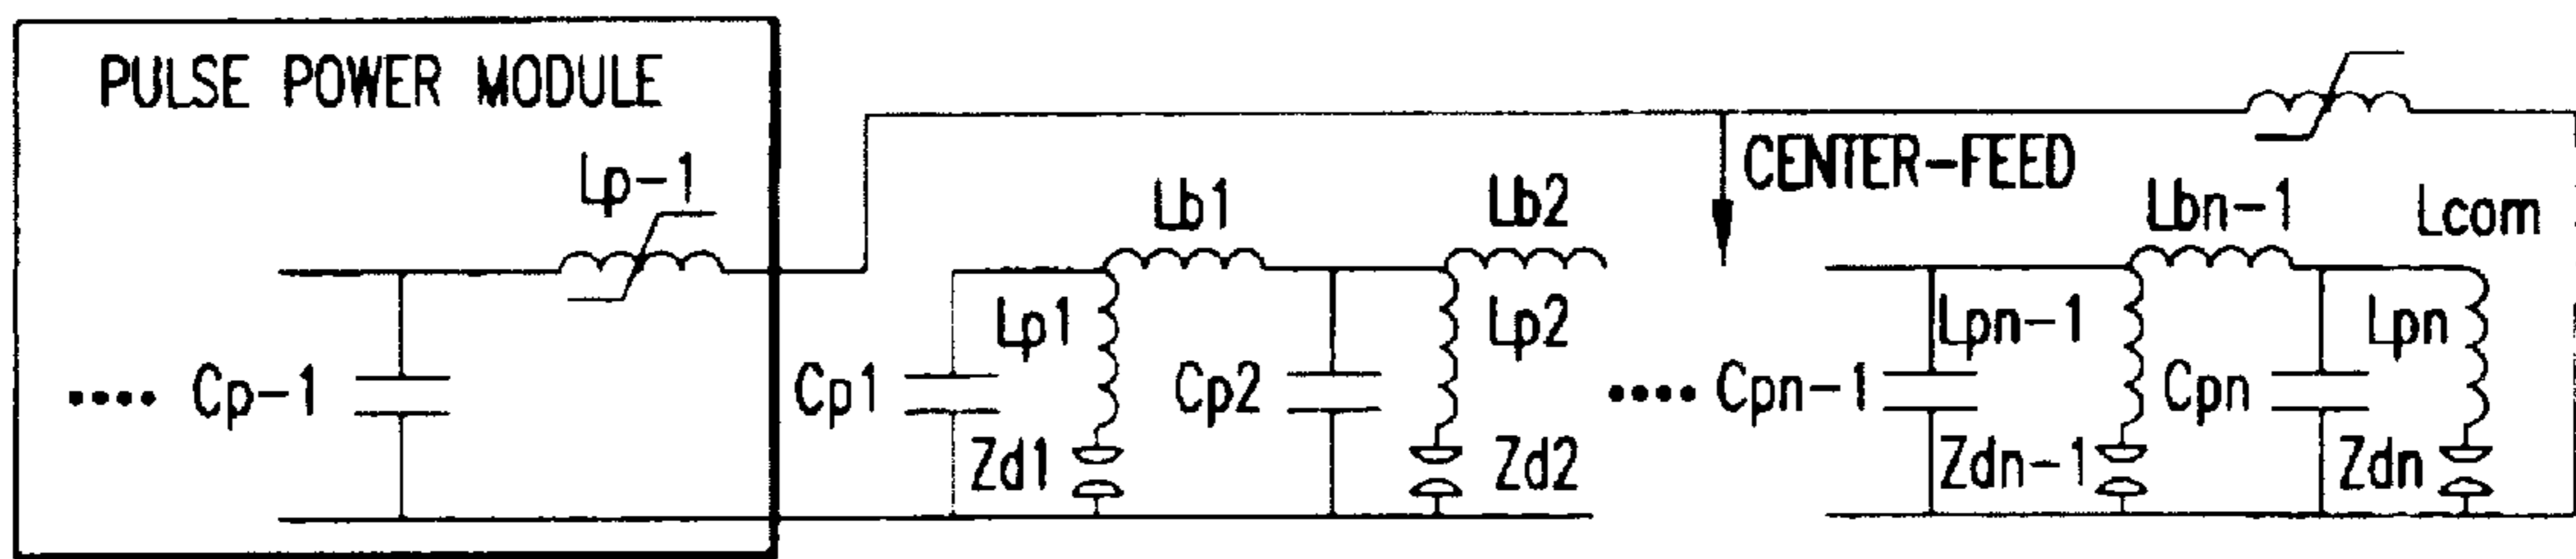 PULSE POWER MODULE
Lp-1
.... Cp-1
CENTER-FEED
Lb1
Lb2
Lbn-1
Lcom
Lp1
Lp2
Lpn-1
Lpn
Cp1
Cp2
.... Cpn-1
Cpn
Zd1
Zd2
Zdn-1
Zdn